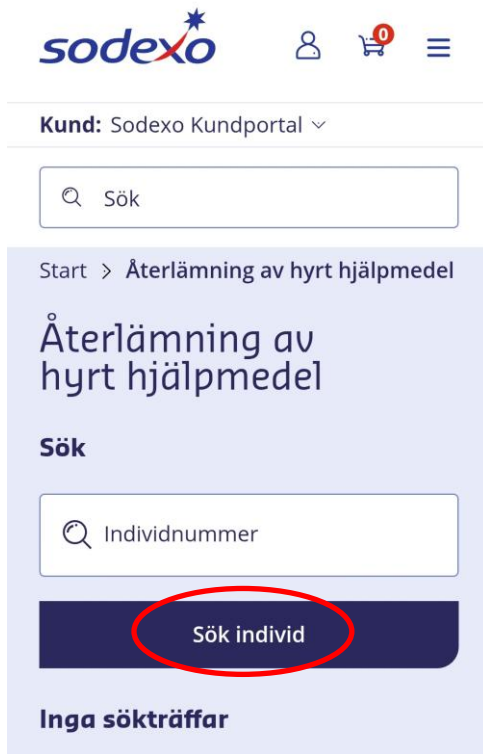 sodexo
0
Kund: Sodexo Kundportal
Sök
Start > Återlämning av hyrt hjälpmedel
Återlämning av
hyrt hjälpmedel
Sök
Individnummer
Sök individ
Inga sökträffar